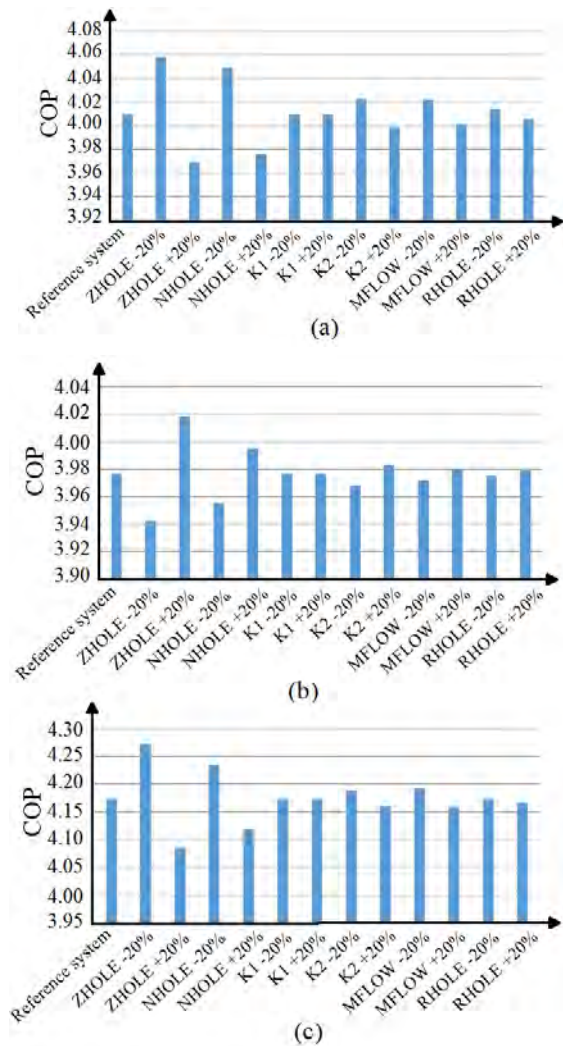 4.08
4.06
4.04
4.02
4.00
3.98
3.96
3.94
3.92
COP
Reference system
ZHOLE -20%
ZHOLE +20%
NHOLE -20%
NHOLE +20%
K1 -20%
K1 +20%
K2 -20%
K2 +20%
MFLOW -20%
MFLOW +20%
RHOLE -20%
RHOLE +20%
(a)
4.04
4.02
4.00
3.98
3.96
3.94
3.92
3.90
COP
Reference system
ZHOLE -20%
ZHOLE +20%
NHOLE -20%
NHOLE +20%
K1 -20%
K1 +20%
K2 -20%
K2 +20%
MFLOW -20%
MFLOW +20%
RHOLE -20%
RHOLE +20%
(b)
4.30
4.25
4.20
4.15
4.10
4.05
4.00
3.95
COP
Reference system
ZHOLE -20%
ZHOLE +20%
NHOLE -20%
NHOLE +20%
K1 -20%
K1 +20%
K2 -20%
K2 +20%
MFLOW -20%
MFLOW +20%
RHOLE -20%
RHOLE +20%
(c)